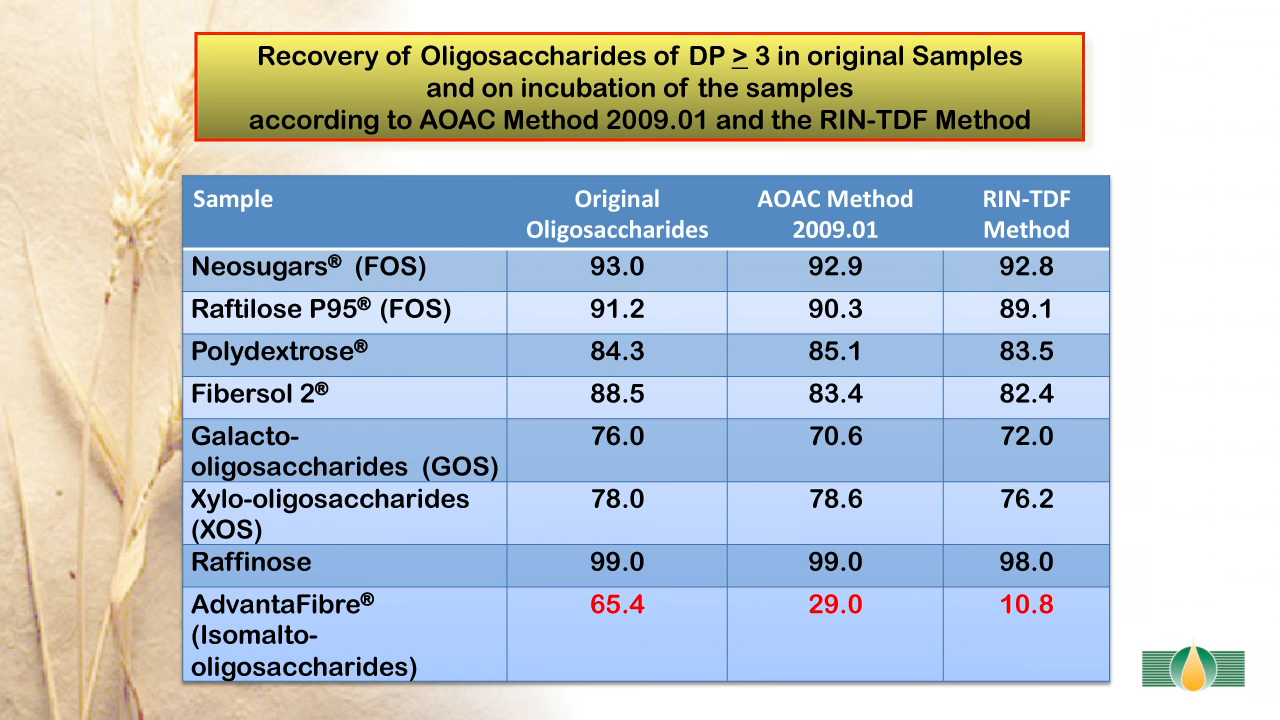 Recovery of Oligosaccharides of DP ≥ 3 in original Samples
and on incubation of the samples
according to AOAC Method 2009.01 and the RIN-TDF Method
Sample Original Oligosaccharides AOAC Method 2009.01 RIN-TDF Method
Neosugars® (FOS) 93.0 92.9 92.8
Raftilose P95® (FOS) 91.2 90.3 89.1
Polydextrose® 84.3 85.1 83.5
Fibersol 2® 88.5 83.4 82.4
Galacto- 76.0 70.6 72.0
oligosaccharides (GOS)
Xylo-oligosaccharides 78.0 78.6 76.2
(XOS)
Raffinose 99.0 99.0 98.0
AdvantaFibre® 65.4 29.0 10.8
(Isomalto-
oligosaccharides)